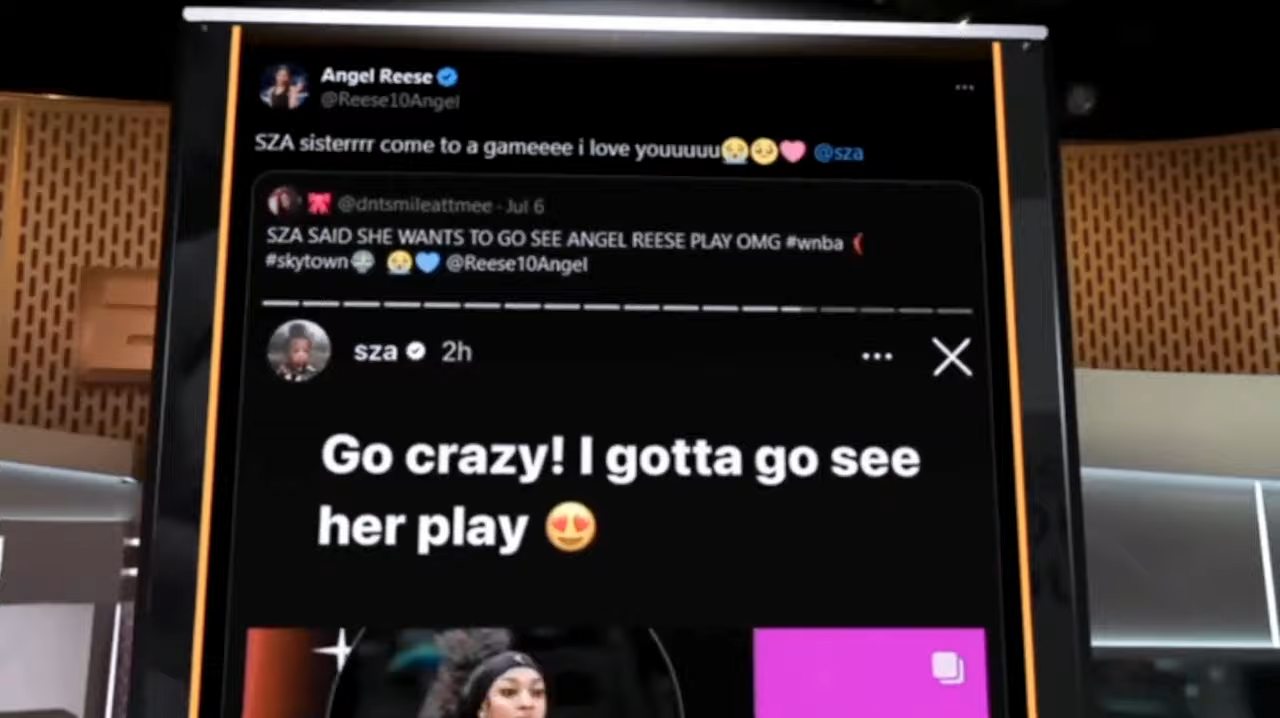 Angel Reese
@Reese10Angel
SZA sisterrrr come to a gameeee i love youuuuu😭🥺🩷 @sza
@dntsmileattmee · Jul 6
SZA SAID SHE WANTS TO GO SEE ANGEL REESE PLAY OMG #wnba
#skytown 😭💙 @Reese10Angel
sza 2h
Go crazy! I gotta go see
her play 😍